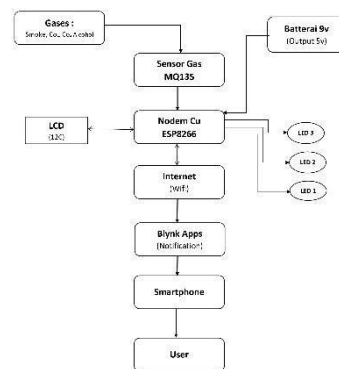 Gases :
Smoke, Co₂, Co, Alcohol
Batterai 9v
(Output 5v)
Sensor Gas
MQ135
Nodem Cu
ESP8266
LCD
(12C)
LED 3
LED 2
LED 1
Internet
(Wifi)
Blynk Apps
(Notification)
Smartphone
User